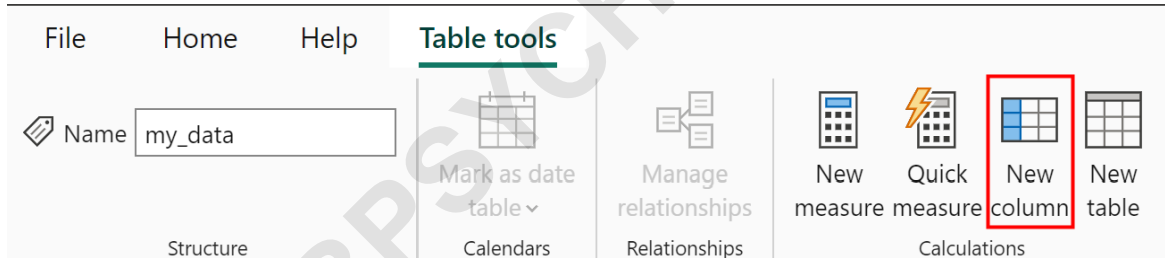 File Home Help Table tools
Name my_data
Mark as date
table
Manage
relationships
New
measure
Quick
measure
New
column
New
table
Structure Calendars Relationships Calculations